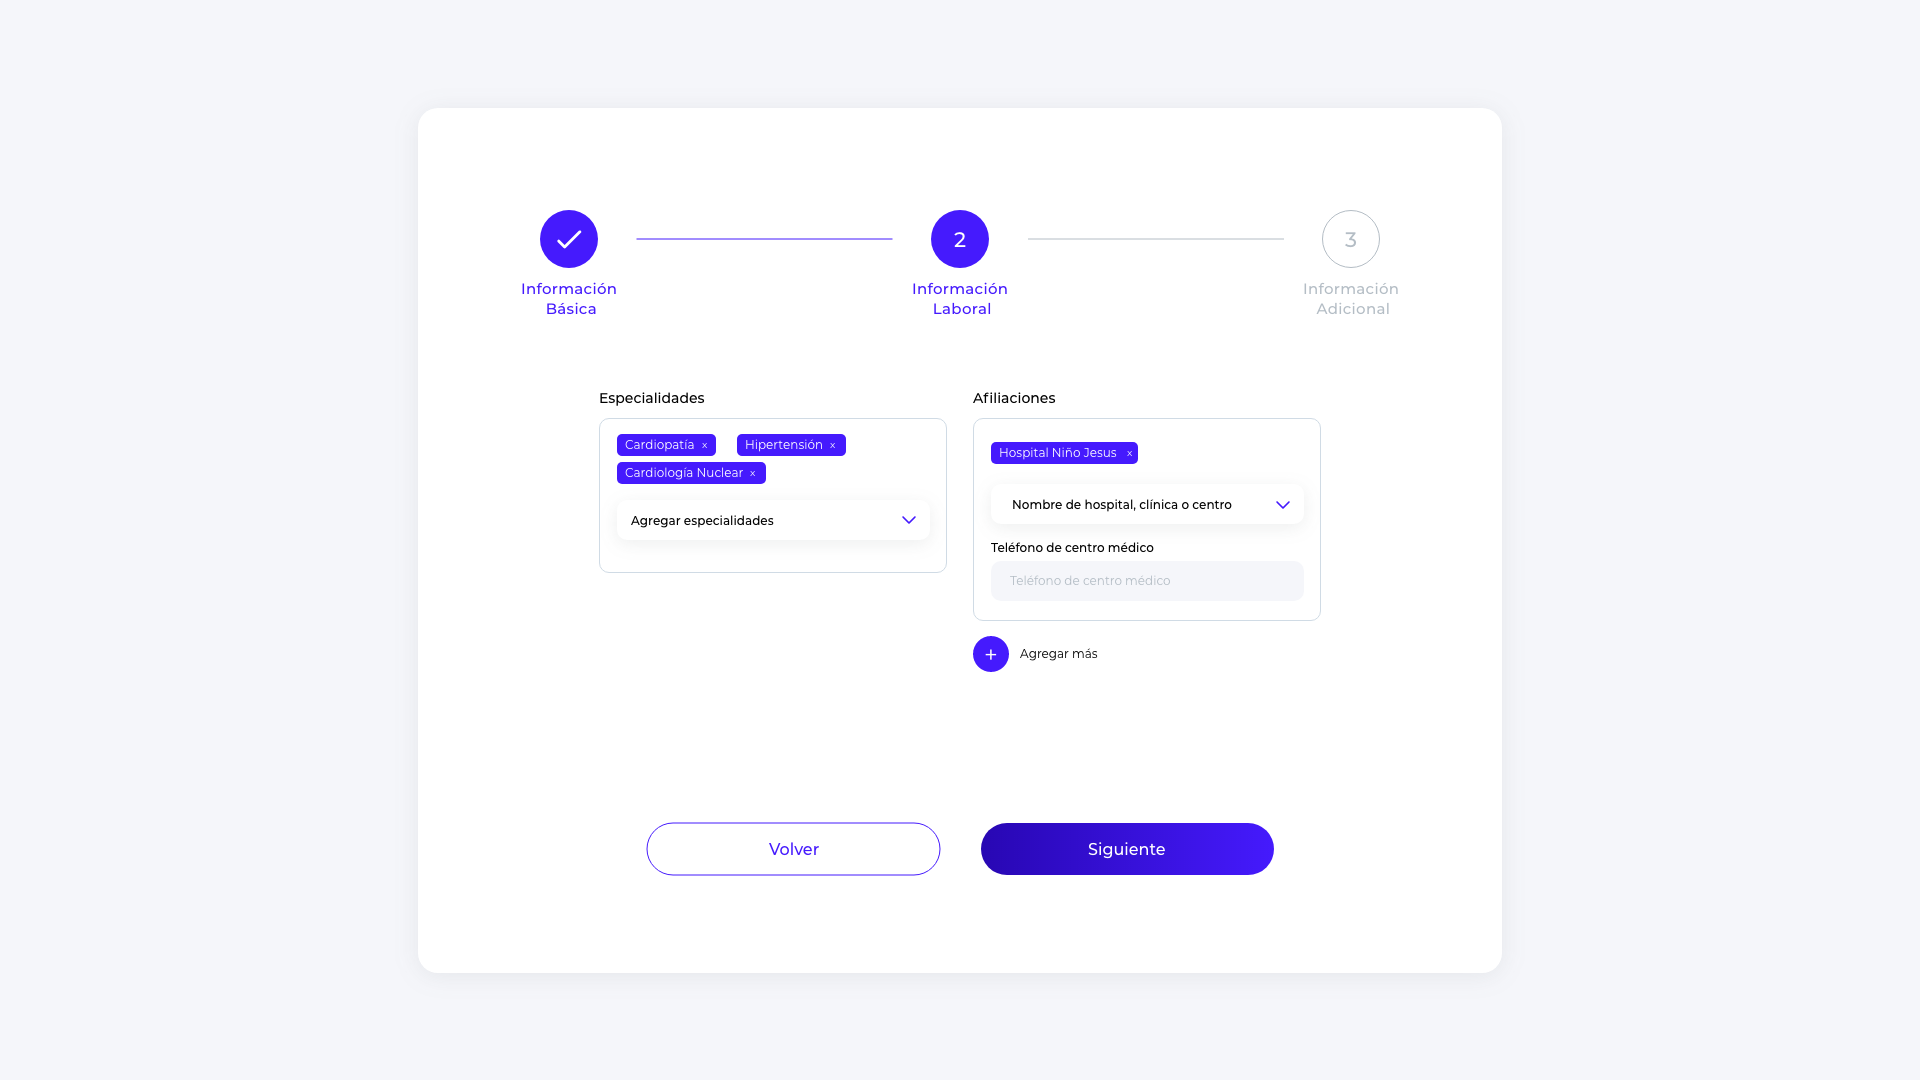 2
3
Información
Básica
Información
Laboral
Información
Adicional
Especialidades
Cardiopatía x
Hipertensión x
Cardiología Nuclear x
Agregar especialidades
Afiliaciones
Hospital Niño Jesus x
Nombre de hospital, clínica o centro
Teléfono de centro médico
Teléfono de centro médico
+ Agregar más
Volver
Siguiente